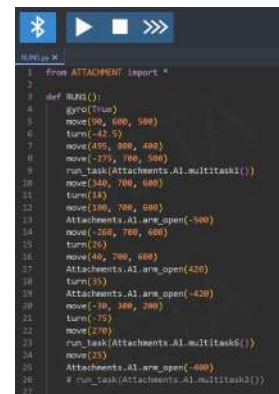 RUN1.py ×
1 from ATTACHMENT import *
2
3 def RUN1():
4 gyro(True)
5 move(90, 600, 500)
6 turn(-42.5)
7 move(495, 800, 400)
8 move(-275, 700, 500)
9 run_task(Attachments.A1.multitask1())
10 move(340, 700, 600)
11 turn(18)
12 move(100, 700, 600)
13 Attachments.A1.arm_open(-500)
14 move(-260, 700, 600)
15 turn(26)
16 move(40, 700, 600)
17 Attachments.A1.arm_open(420)
18 turn(35)
19 Attachments.A1.arm_open(-420)
20 move(-30, 300, 200)
21 turn(-75)
22 move(270)
23 run_task(Attachments.A1.multitask6())
24 move(25)
25 Attachments.A1.arm_open(-400)
26 # run_task(Attachments.A1.multitask2())
27